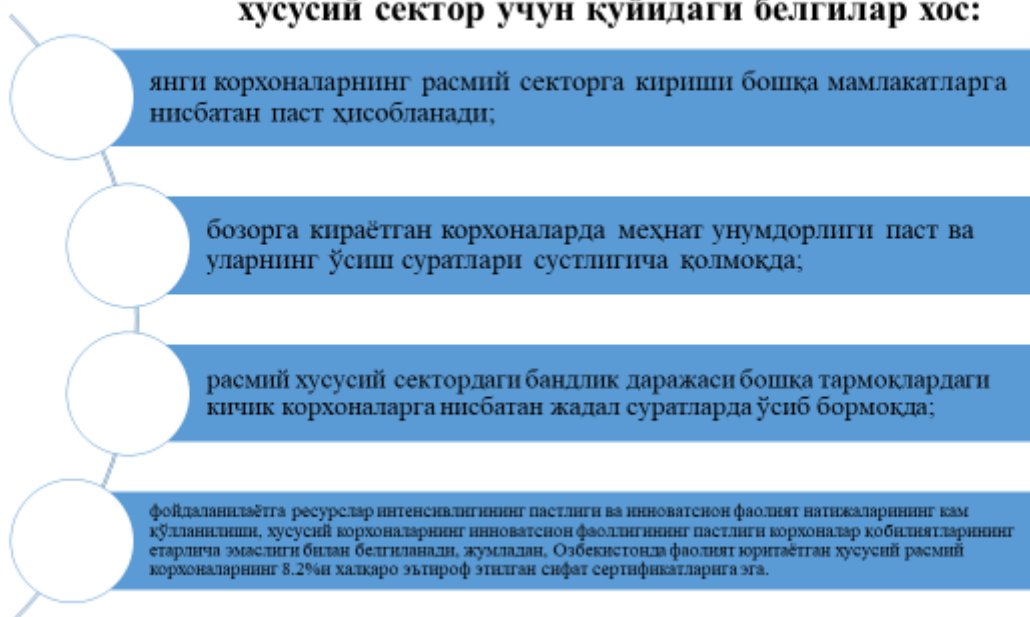 хусусий сектор учун қуйидаги белгилар хос:
янги корхоналарнинг расмий секторга кириши бошқа мамлакатларга
нисбатан паст ҳисобланади;
бозорга кираётган корхоналарда меҳнат унумдорлиги паст ва
уларнинг ўсиш суратлари сустлигича қолмоқда;
расмий хусусий сектордаги бандлик даражаси бошқа тармоқлардаги
кичик корхоналарга нисбатан жадал суратларда ўсиб бормоқда;
фойдаланилаётга ресурслар интенсивлигининг пастлиги ва инноватсион фаолият натижаларининг кам
қўлланилиши, хусусий корхоналарнинг инноватсион фаоллигининг пастлиги корхоналар қобилиятларининг
етарлича эмаслиги билан белгиланади, жумладан, Озбекистонда фаолият юритаётган хусусий расмий
корхоналарнинг 8.2%и халқаро эътироф этилган сифат сертификатларига эга.